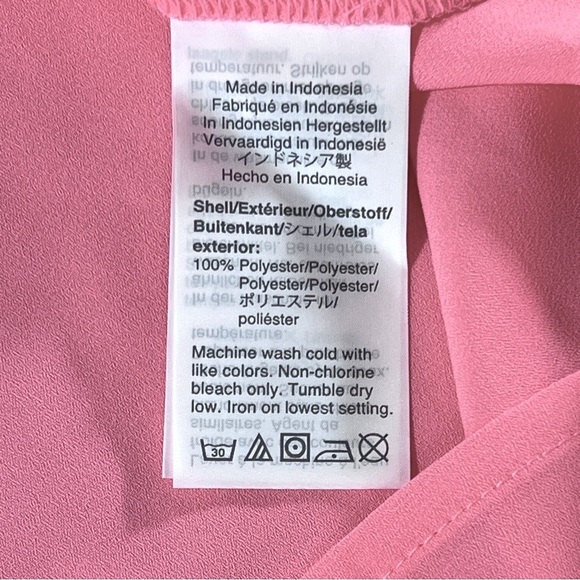 Made in Indonesia
Fabriqué en Indonésie
In Indonesien Hergestellt
Vervaardigd in Indonesië
インドネシア製
Hecho en Indonesia
Shell/Extérieur/Oberstoff/
Buitenkant/シェル/tela
exterior:
100% Polyester/Polyester/
Polyester/Polyester/
ポリエステル/
poliéster
Machine wash cold with
like colors. Non-chlorine
bleach only. Tumble dry
low. Iron on lowest setting.
30